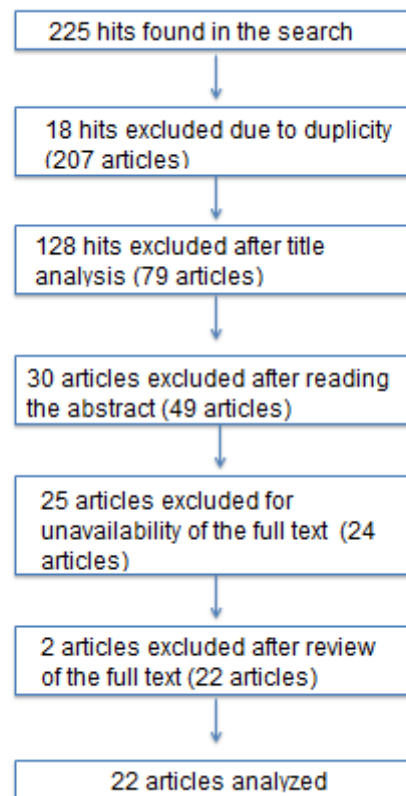 225 hits found in the search
18 hits excluded due to duplicity
(207 articles)
128 hits excluded after title
analysis (79 articles)
30 articles excluded after reading
the abstract (49 articles)
25 articles excluded for
unavailability of the full text (24
articles)
2 articles excluded after review
of the full text (22 articles)
22 articles analyzed